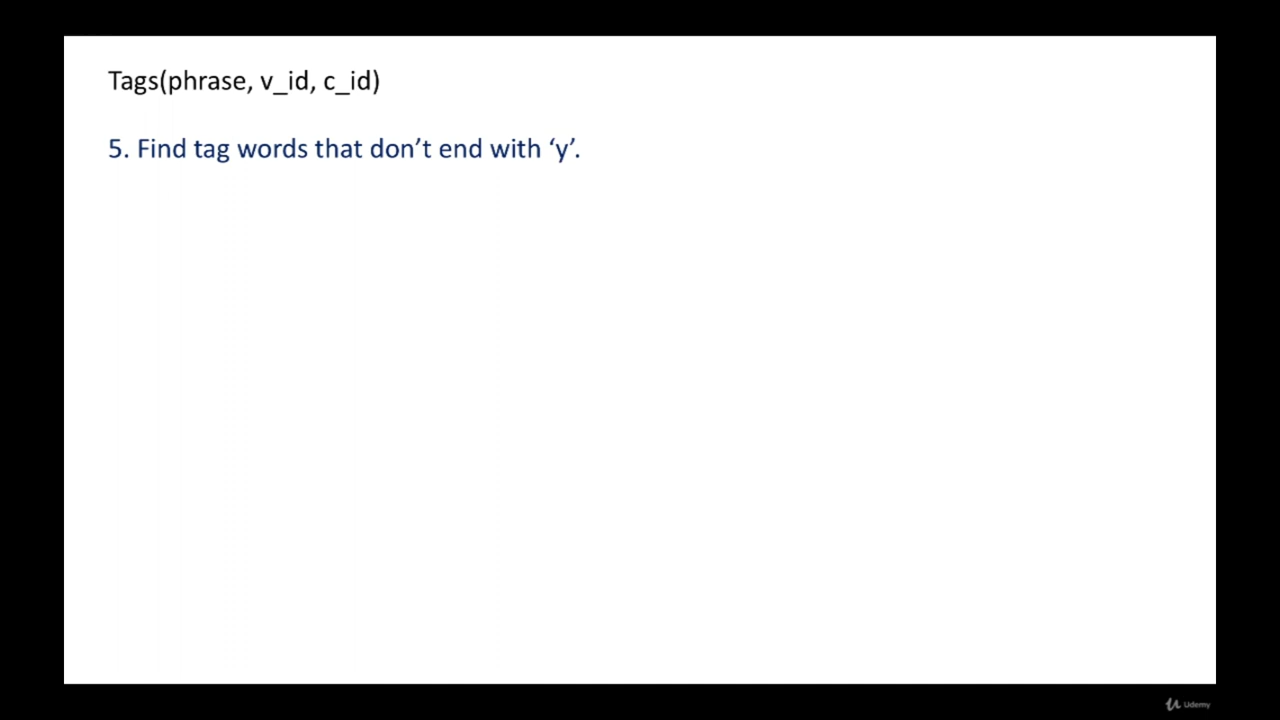 Tags(phrase, v_id, c_id)
5. Find tag words that don’t end with ‘y’.
Udemy